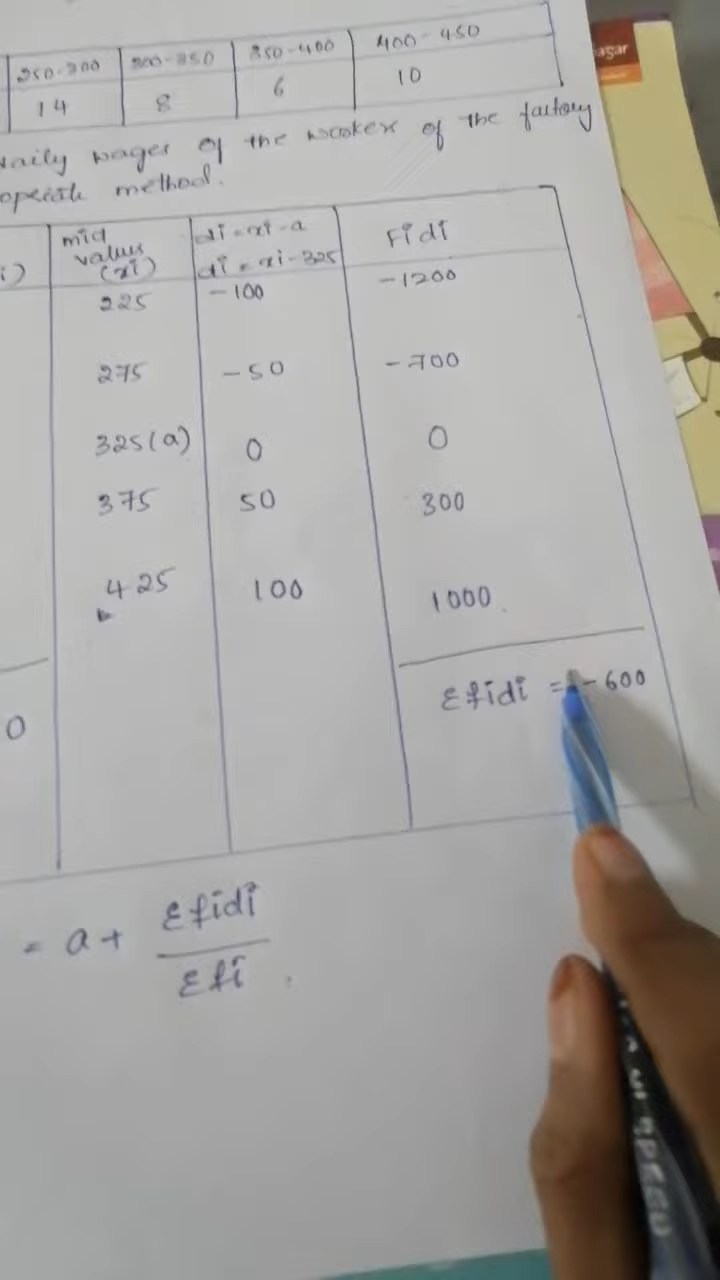 250-300 300-350 350-400 400-450
14 8 6 10
daily wages of the worker of the factory
method.
i) mid values (xi) di = xi - a di = xi - 325 Fidi
225 -100 -1200
275 -50 -700
325(a) 0 0
375 50 300
425 100 1000
0 Σfidi = -600
= a + Σfidi
Σfi